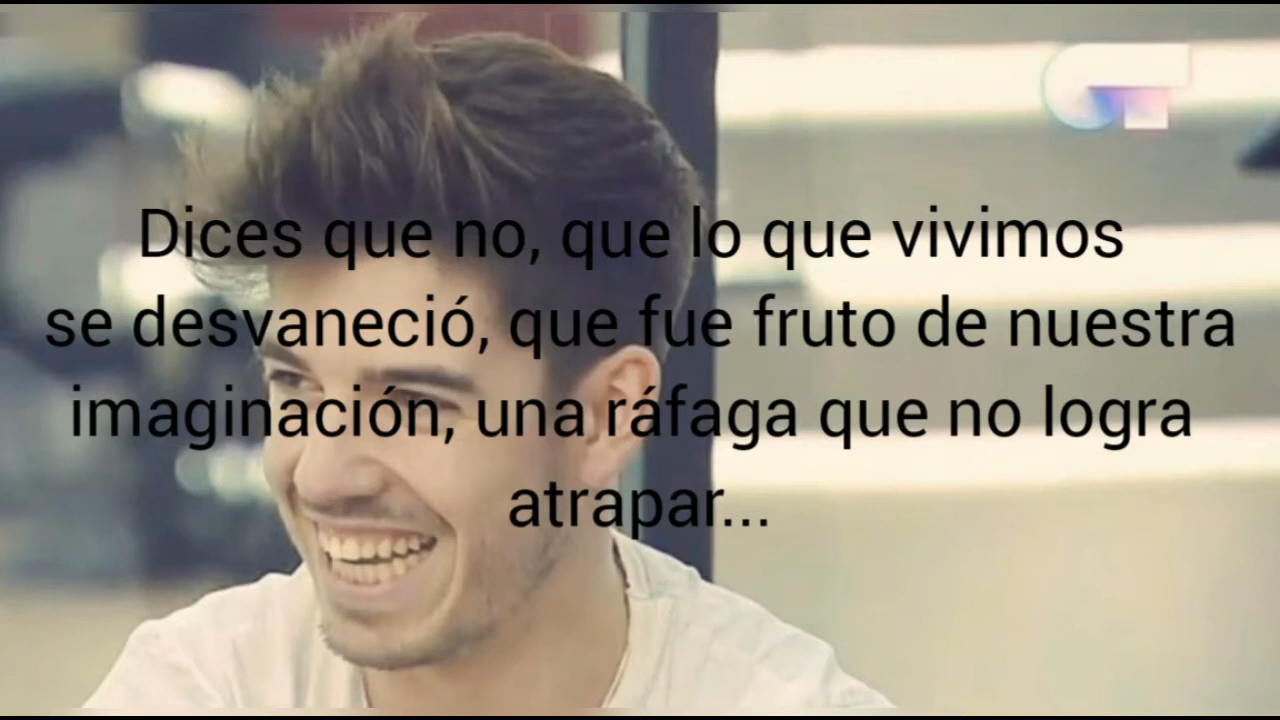 Dices que no, que lo que vivimos
se desvaneció, que fue fruto de nuestra
imaginación, una ráfaga que no logra
atrapar...